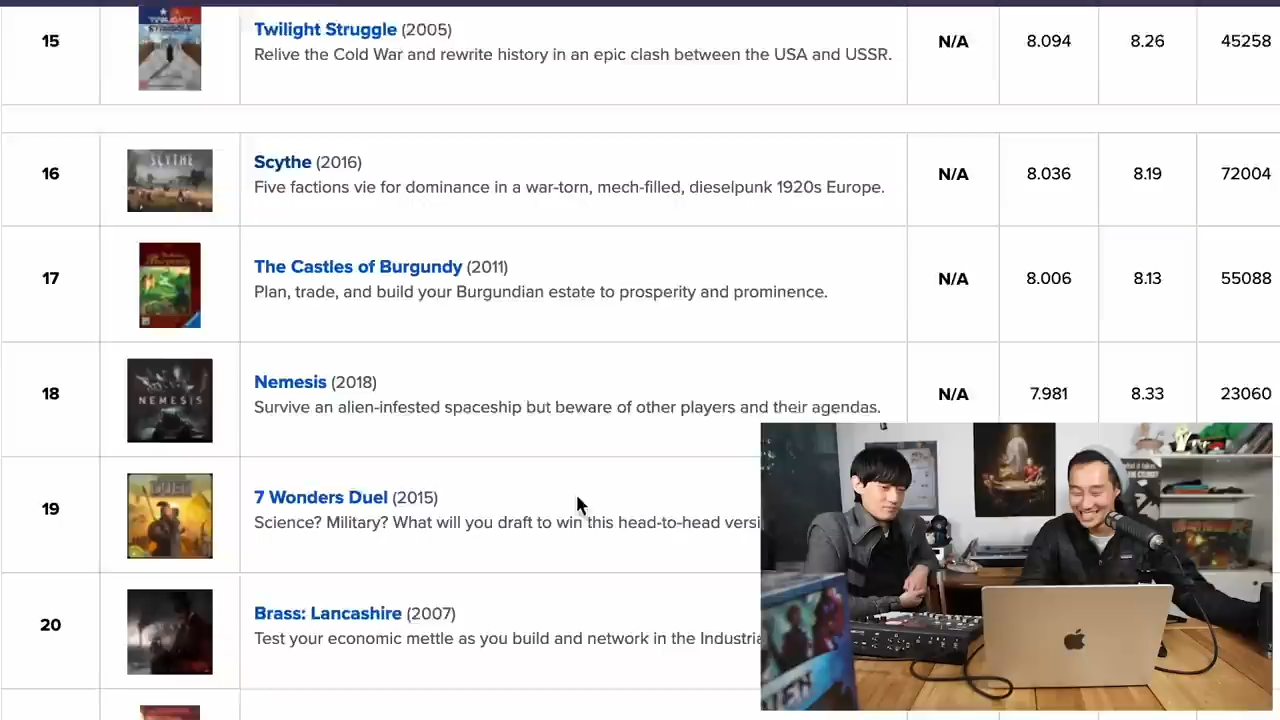 15
TWILIGHT
STRUGGLE
Twilight Struggle (2005)
Relive the Cold War and rewrite history in an epic clash between the USA and USSR.
N/A
8.094
8.26
45258
16
SCYTHE
Scythe (2016)
Five factions vie for dominance in a war-torn, mech-filled, dieselpunk 1920s Europe.
N/A
8.036
8.19
72004
17
The Castles of Burgundy (2011)
Plan, trade, and build your Burgundian estate to prosperity and prominence.
N/A
8.006
8.13
55088
18
NEMESIS
Nemesis (2018)
Survive an alien-infested spaceship but beware of other players and their agendas.
N/A
7.981
8.33
23060
19
DUEL
7 Wonders Duel (2015)
Science? Military? What will you draft to win this head-to-head versi
20
Brass: Lancashire (2007)
Test your economic mettle as you build and network in the Industria